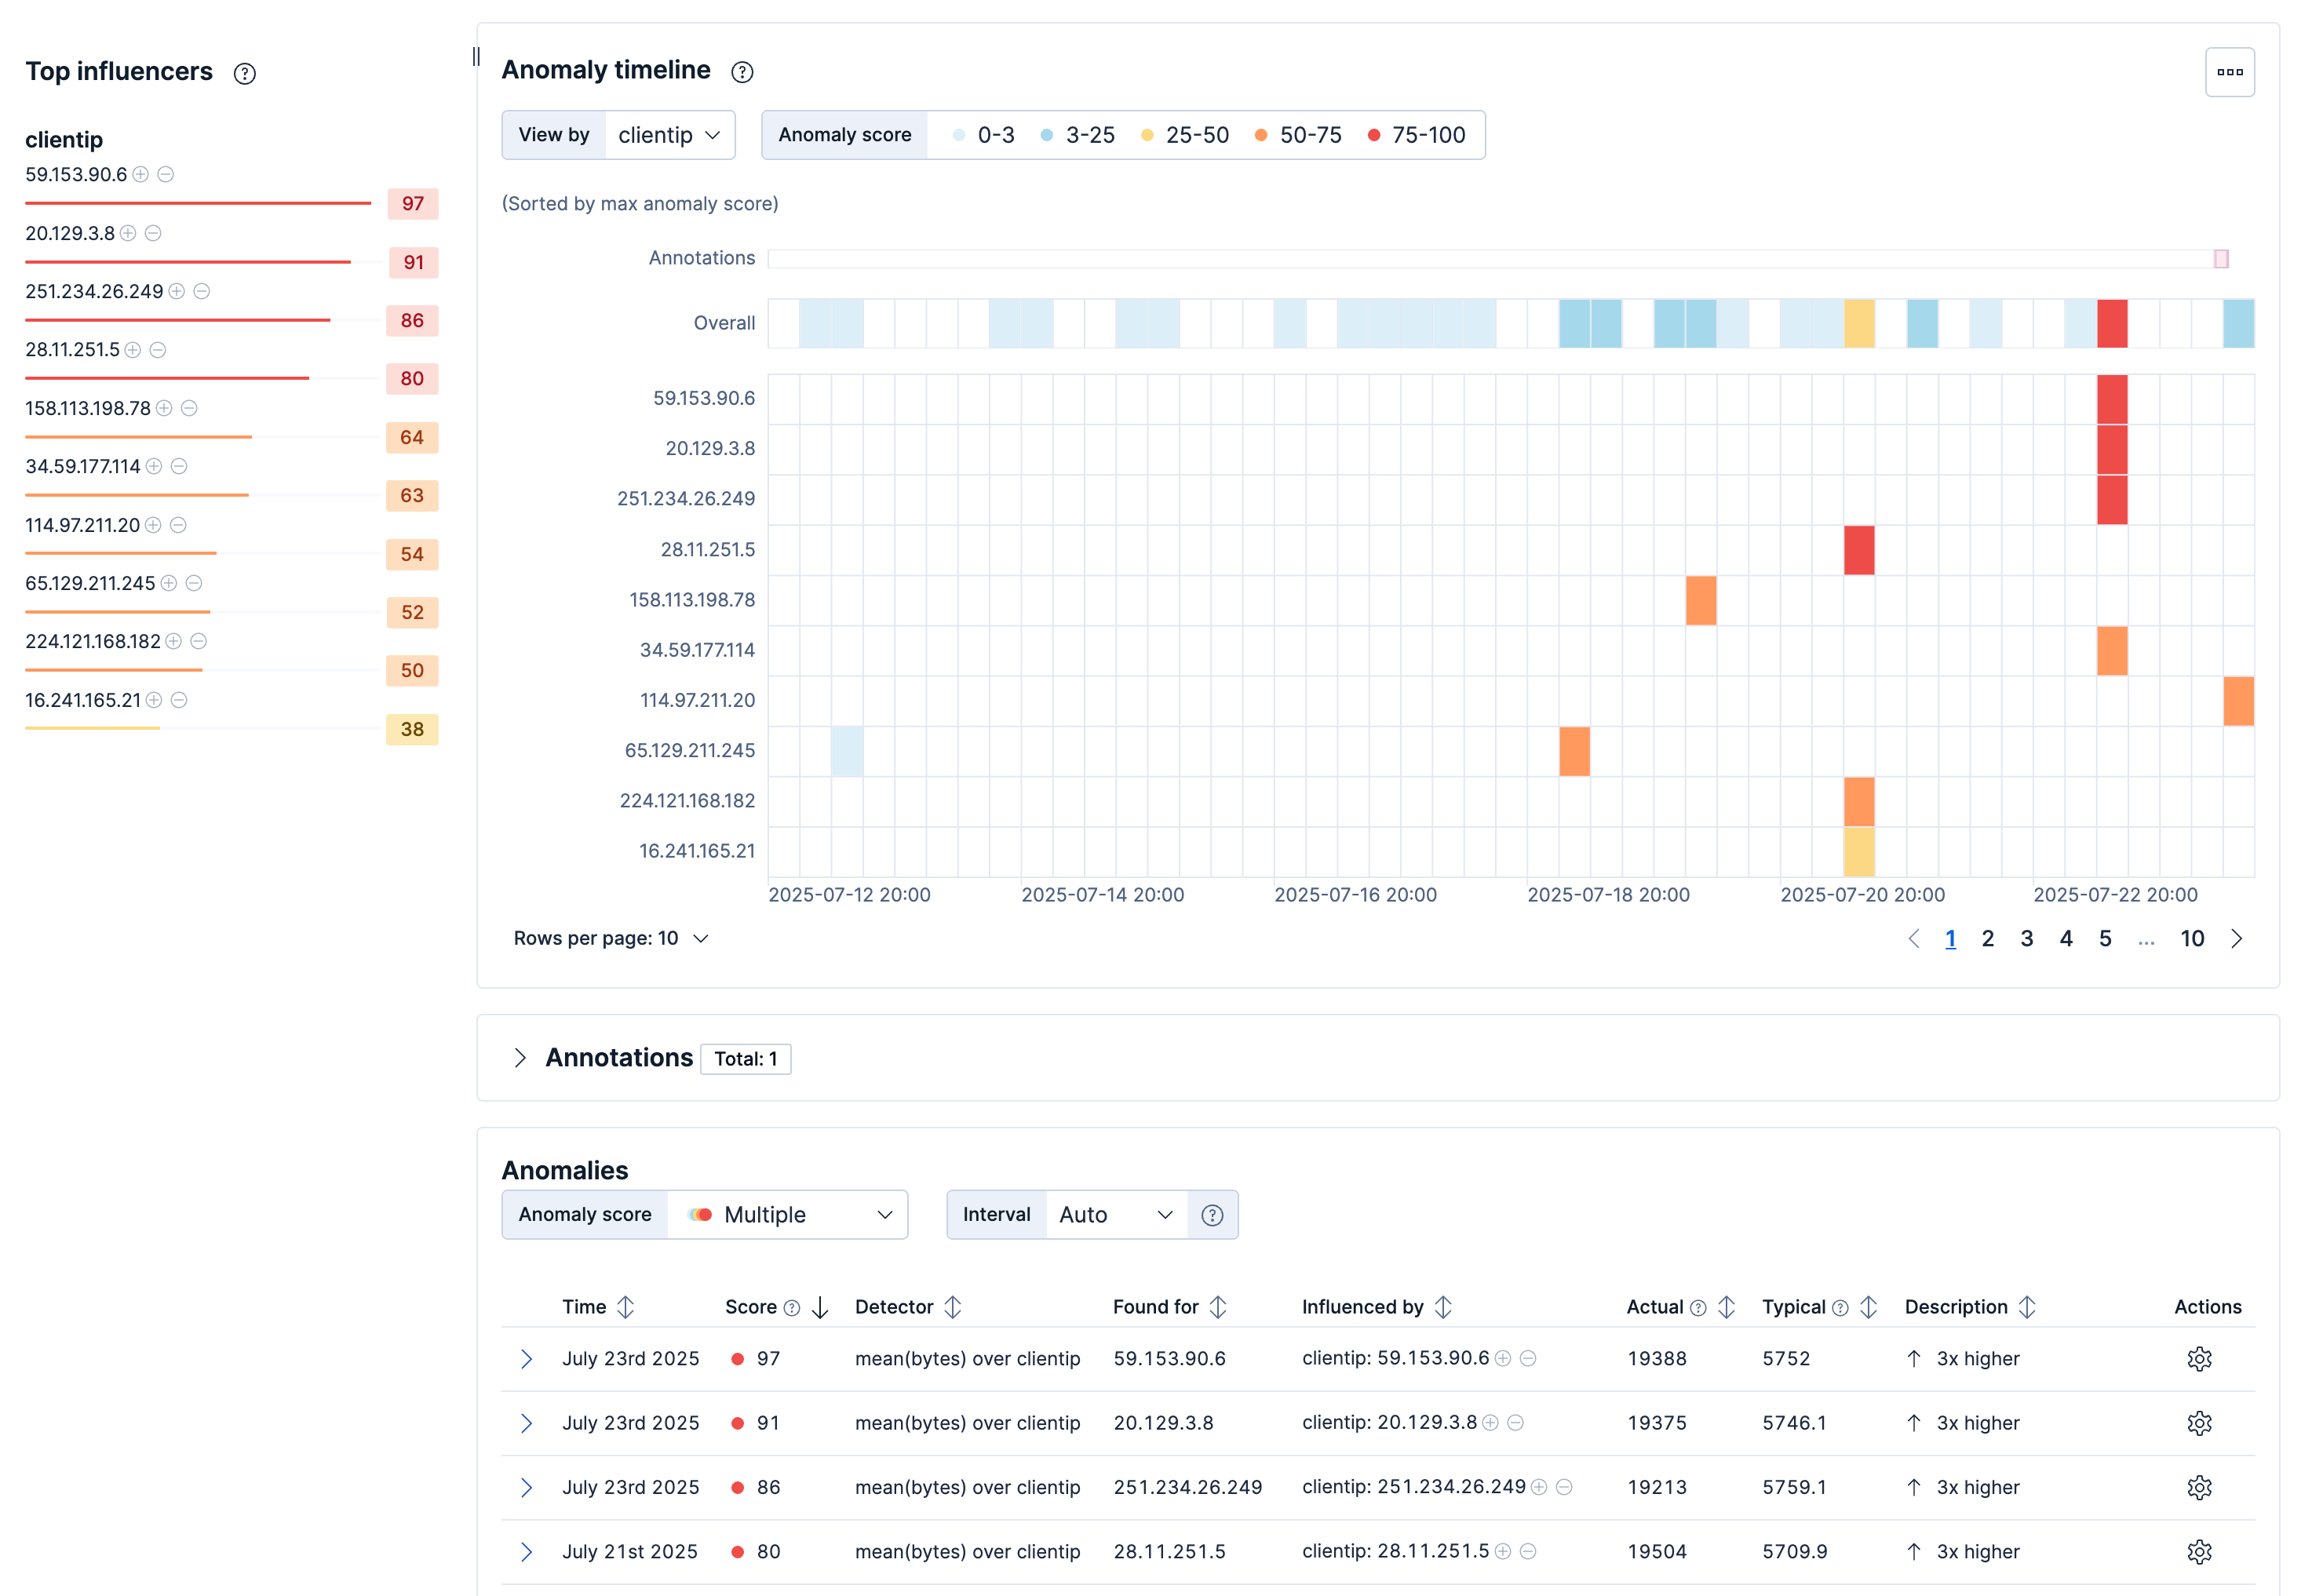 Top influencers
clientip
59.153.90.6
97
20.129.3.8
91
251.234.26.249
86
28.11.251.5
80
158.113.198.78
64
34.59.177.114
63
114.97.211.20
54
65.129.211.245
52
224.121.168.182
50
16.241.165.21
38
Anomaly timeline
View by clientip Anomaly score 0-3 3-25 25-50 50-75 75-100
(Sorted by max anomaly score)
Annotations
Overall
59.153.90.6
20.129.3.8
251.234.26.249
28.11.251.5
158.113.198.78
34.59.177.114
114.97.211.20
65.129.211.245
224.121.168.182
16.241.165.21
2025-07-12 20:00 2025-07-14 20:00 2025-07-16 20:00 2025-07-18 20:00 2025-07-20 20:00 2025-07-22 20:00
Rows per page: 10 1 2 3 4 5 ... 10
Annotations Total: 1
Anomalies
Anomaly score Multiple Interval Auto
Time Score Detector Found for Influenced by Actual Typical Description Actions
July 23rd 2025 97 mean(bytes) over clientip 59.153.90.6 clientip: 59.153.90.6 19388 5752 ↑ 3x higher
July 23rd 2025 91 mean(bytes) over clientip 20.129.3.8 clientip: 20.129.3.8 19375 5746.1 ↑ 3x higher
July 23rd 2025 86 mean(bytes) over clientip 251.234.26.249 clientip: 251.234.26.249 19213 5759.1 ↑ 3x higher
July 21st 2025 80 mean(bytes) over clientip 28.11.251.5 clientip: 28.11.251.5 19504 5709.9 ↑ 3x higher